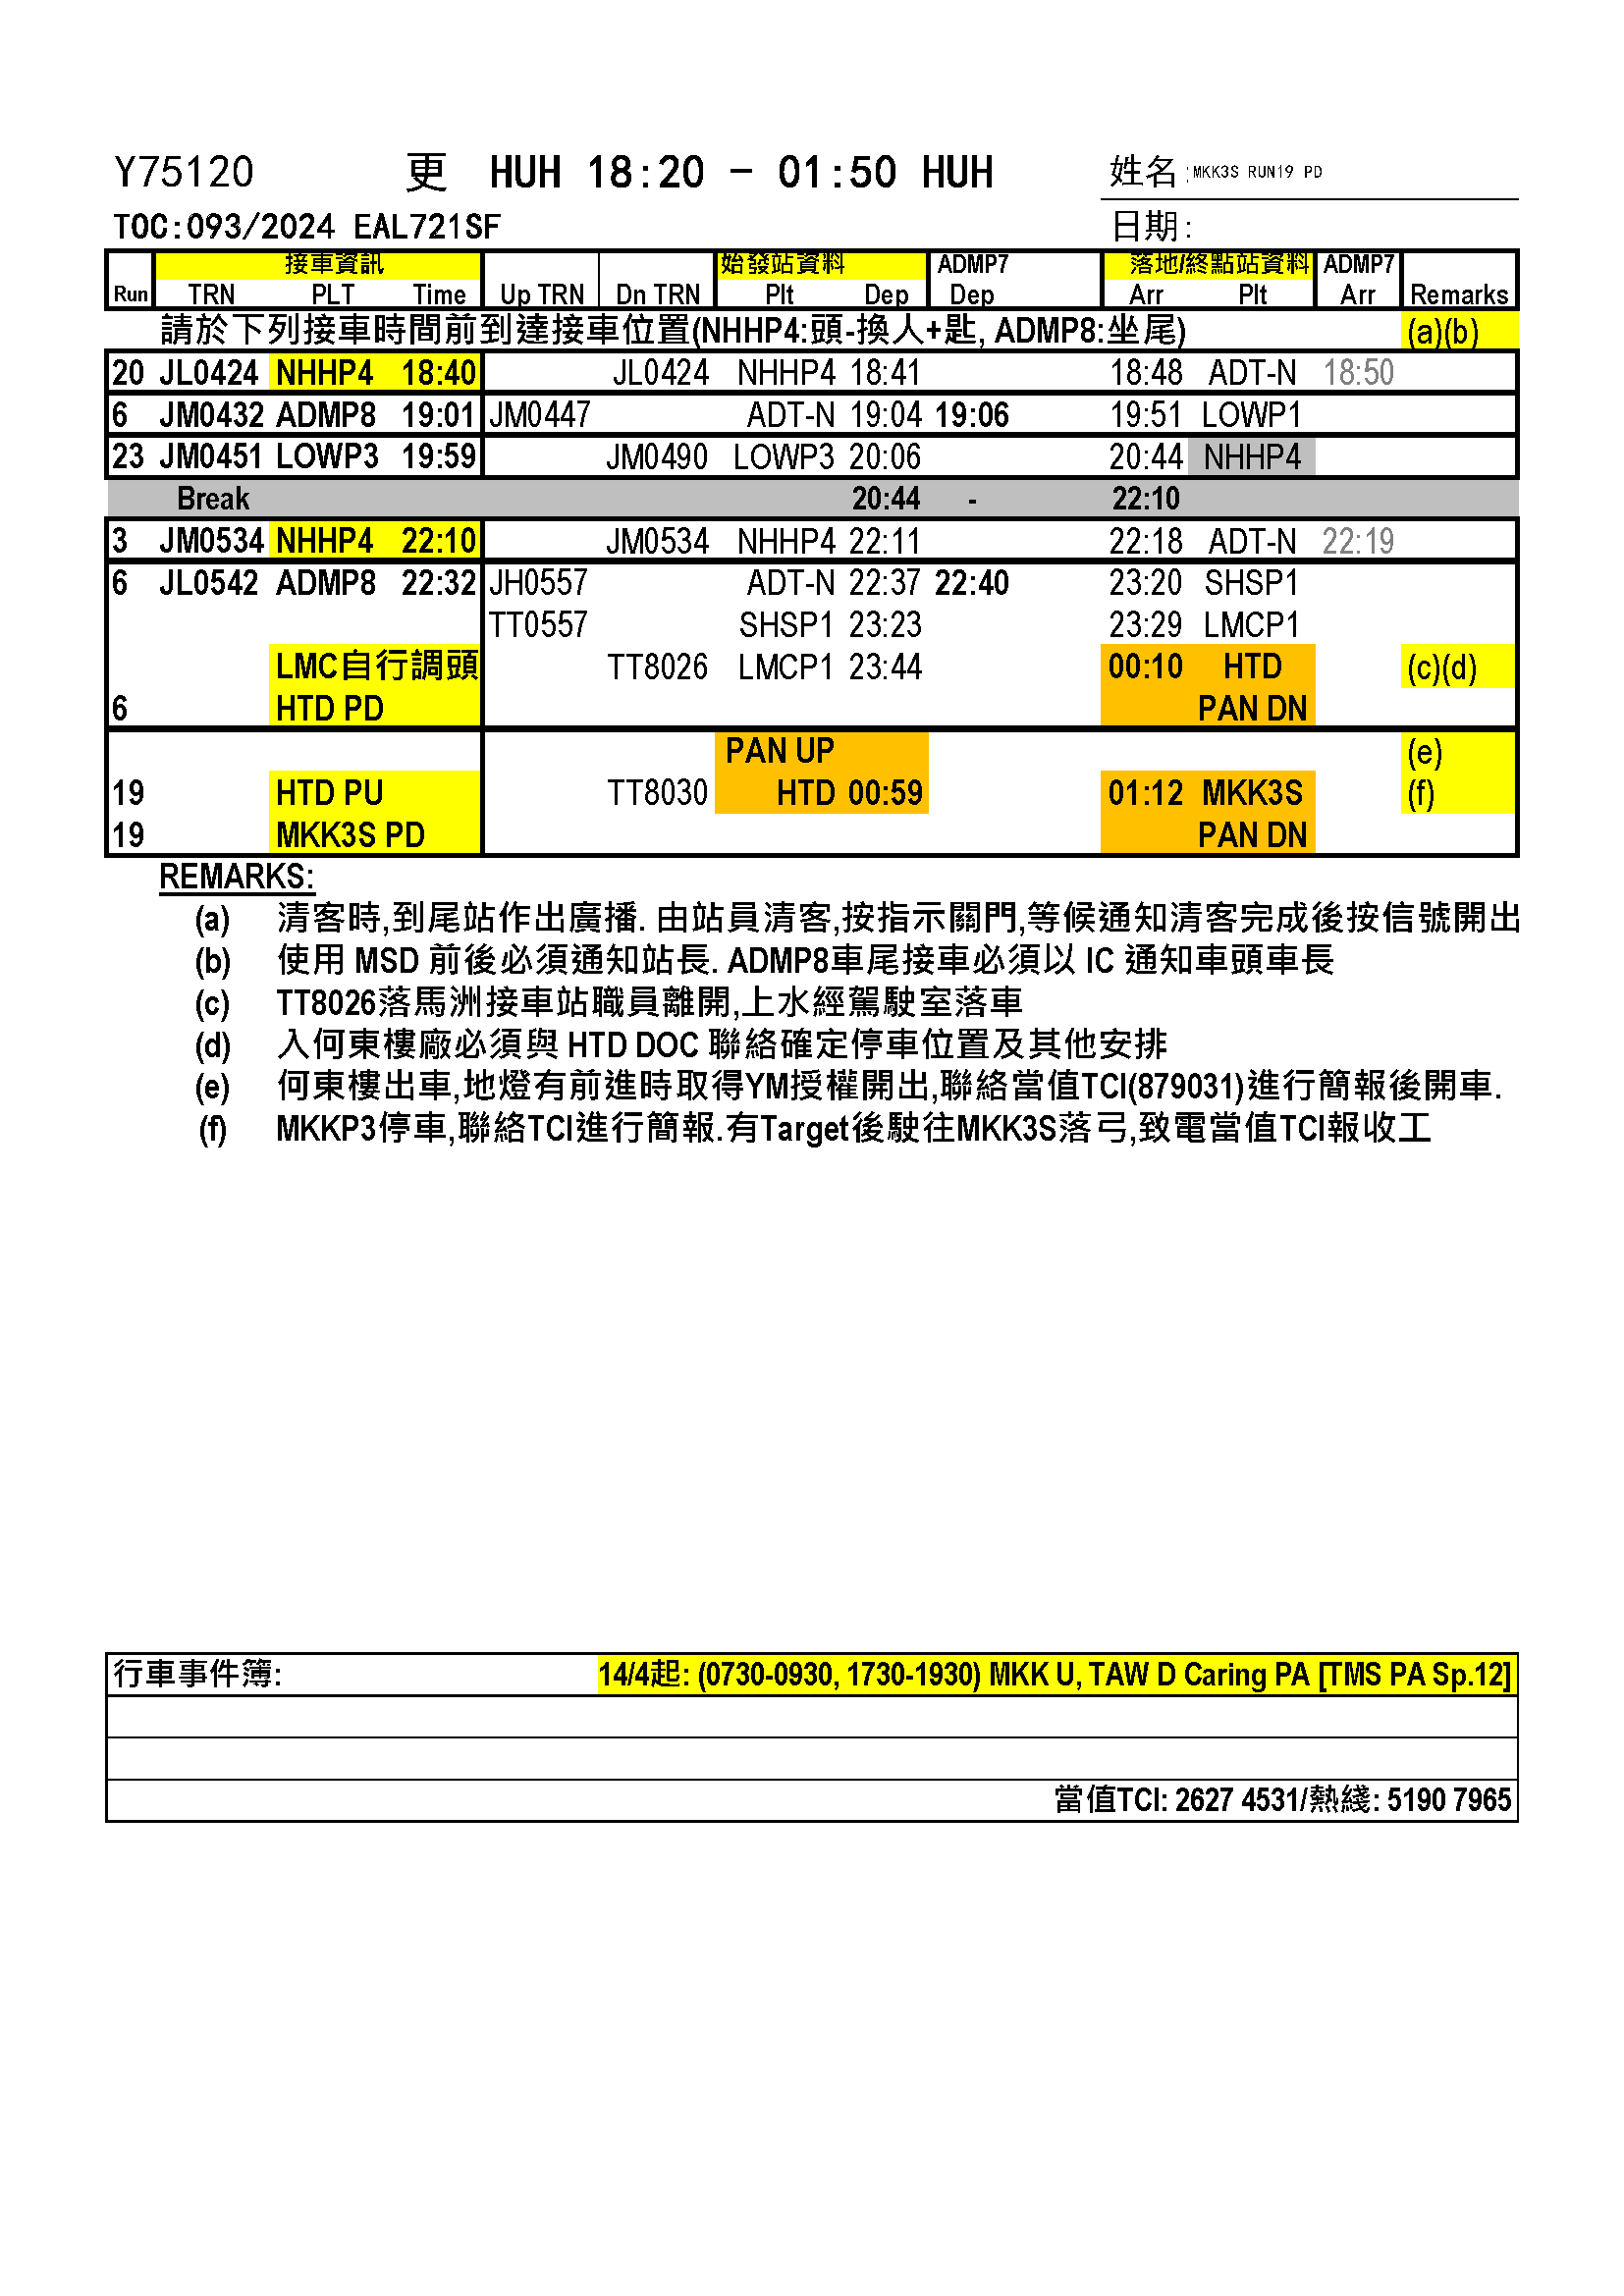 Y75120 更 HUH 18:20 - 01:50 HUH 姓名:MKK3S RUN19 PD
TOC:093/2024 EAL721SF 日期:
接車資訊 始發站資料 ADMP7 落地/終點站資料 ADMP7
Run TRN PLT Time Up TRN Dn TRN Plt Dep Dep Arr Plt Arr Remarks
請於下列接車時間前到達接車位置(NHHP4:頭-換人+匙, ADMP8:坐尾) (a)(b)
20 JL0424 NHHP4 18:40 JL0424 NHHP4 18:41 18:48 ADT-N 18:50
6 JM0432 ADMP8 19:01 JM0447 ADT-N 19:04 19:06 19:51 LOWP1
23 JM0451 LOWP3 19:59 JM0490 LOWP3 20:06 20:44 NHHP4
Break 20:44 - 22:10
3 JM0534 NHHP4 22:10 JM0534 NHHP4 22:11 22:18 ADT-N 22:19
6 JL0542 ADMP8 22:32 JH0557 ADT-N 22:37 22:40 23:20 SHSP1
TT0557 SHSP1 23:23 23:29 LMCP1
LMC自行調頭 TT8026 LMCP1 23:44 00:10 HTD (c)(d)
6 HTD PD PAN DN
PAN UP (e)
19 HTD PU TT8030 HTD 00:59 01:12 MKK3S (f)
19 MKK3S PD PAN DN
REMARKS:
(a) 清客時,到尾站作出廣播. 由站員清客,按指示關門,等候通知清客完成後按信號開出
(b) 使用 MSD 前後必須通知站長. ADMP8車尾接車必須以 IC 通知車頭車長
(c) TT8026落馬洲接車站職員離開,上水經駕駛室落車
(d) 入何東樓廠必須與 HTD DOC 聯絡確定停車位置及其他安排
(e) 何東樓出車,地燈有前進時取得YM授權開出,聯絡當值TCI(879031)進行簡報後開車.
(f) MKKP3停車,聯絡TCI進行簡報.有Target後駛往MKK3S落弓,致電當值TCI報收工
行車事件簿: 14/4起: (0730-0930, 1730-1930) MKK U, TAW D Caring PA [TMS PA Sp.12]
當值TCI: 2627 4531/熱綫: 5190 7965